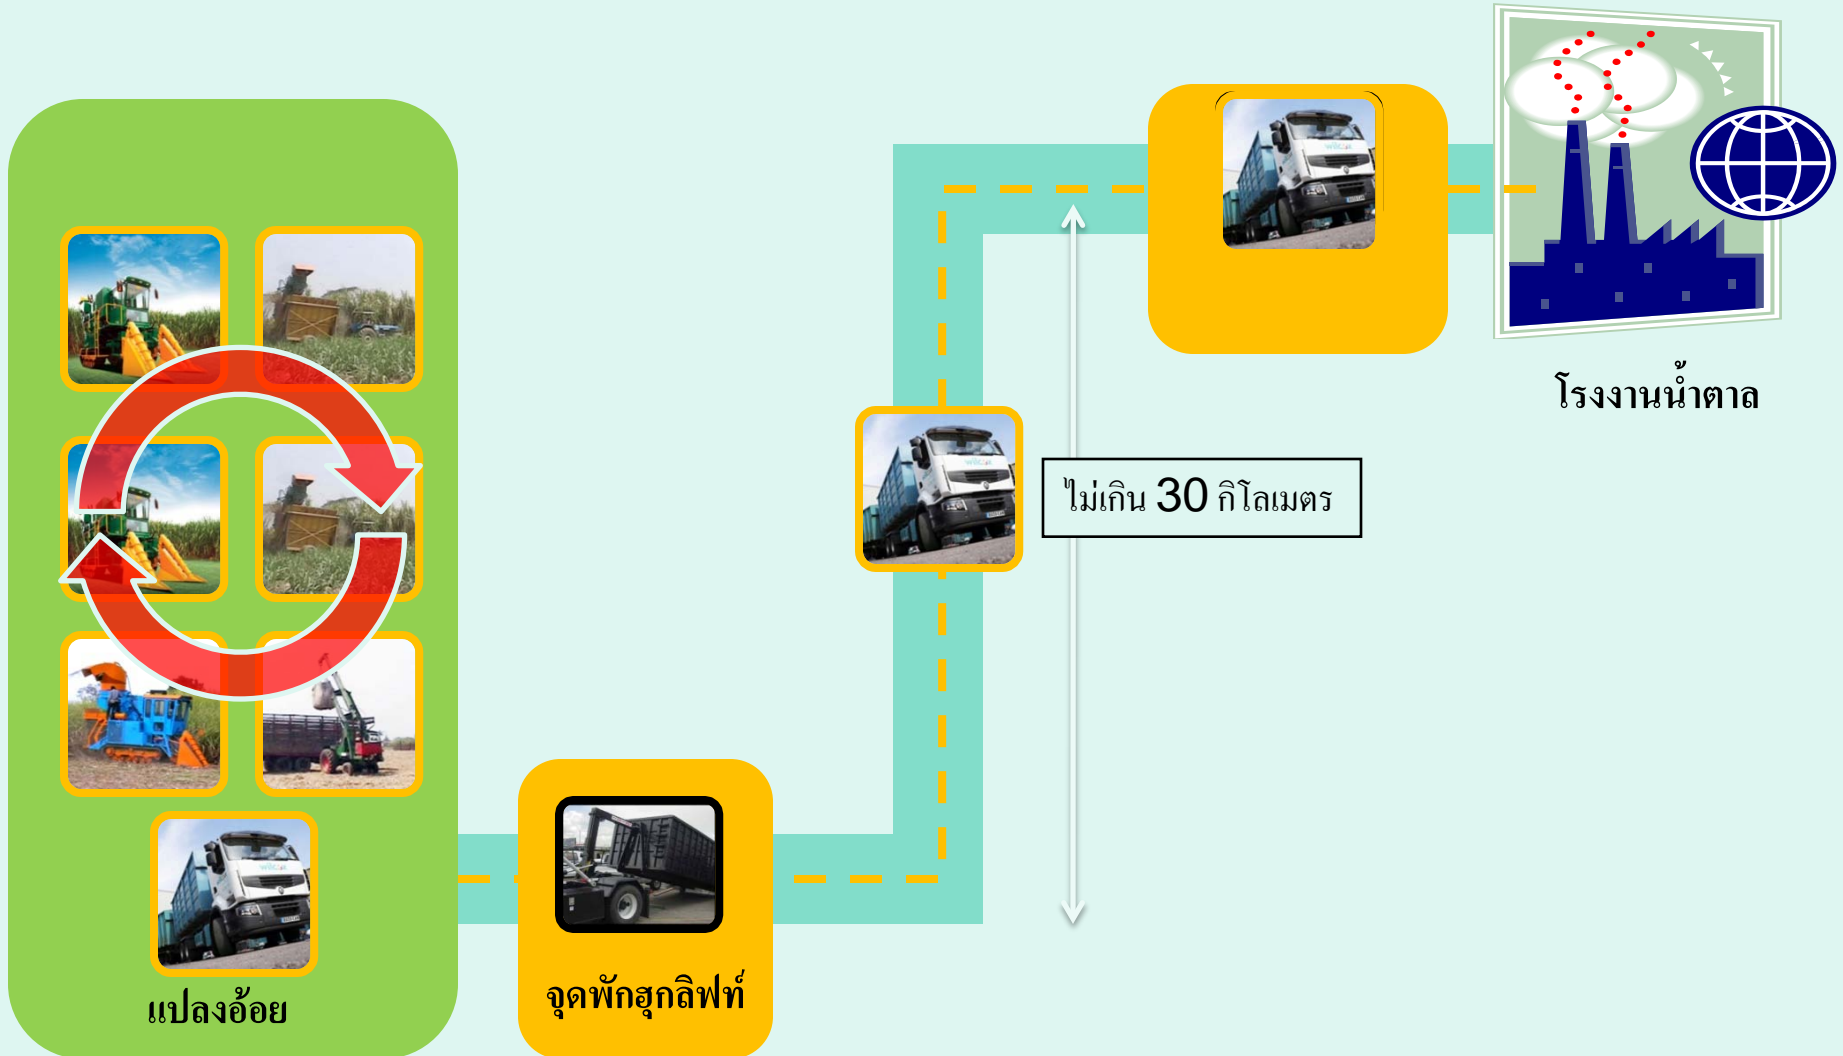 โรงงานน้ำตาล
ไม่เกิน 30 กิโลเมตร
จุดพักฮุกลิฟท์
แปลงอ้อย